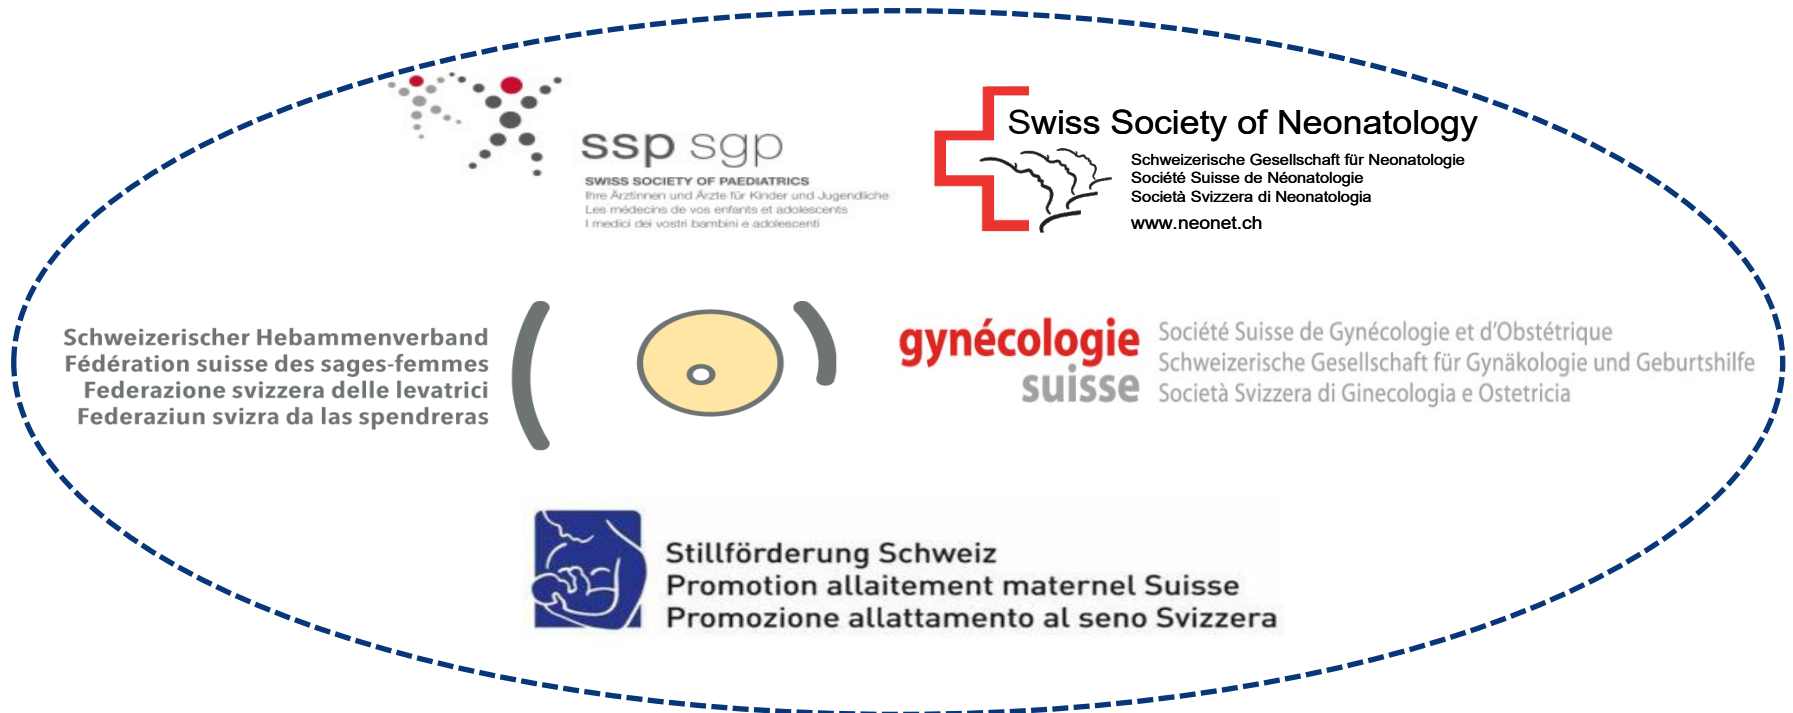 ssp sgp
SWISS SOCIETY OF PAEDIATRICS
Ihre Ärztinnen und Ärzte für Kinder und Jugendliche
Les médecins de vos enfants et adolescents
I medici dei vostri bambini e adolescenti
Swiss Society of Neonatology
Schweizerische Gesellschaft für Neonatologie
Société Suisse de Néonatologie
Società Svizzera di Neonatologia
www.neonet.ch
Schweizerischer Hebammenverband
Fédération suisse des sages-femmes
Federazione svizzera delle levatrici
Federaziun svizra da las spendreras
gynécologie
suisse
Société Suisse de Gynécologie et d'Obstétrique
Schweizerische Gesellschaft für Gynäkologie und Geburtshilfe
Società Svizzera di Ginecologia e Ostetricia
Stillförderung Schweiz
Promotion allaitement maternel Suisse
Promozione allattamento al seno Svizzera